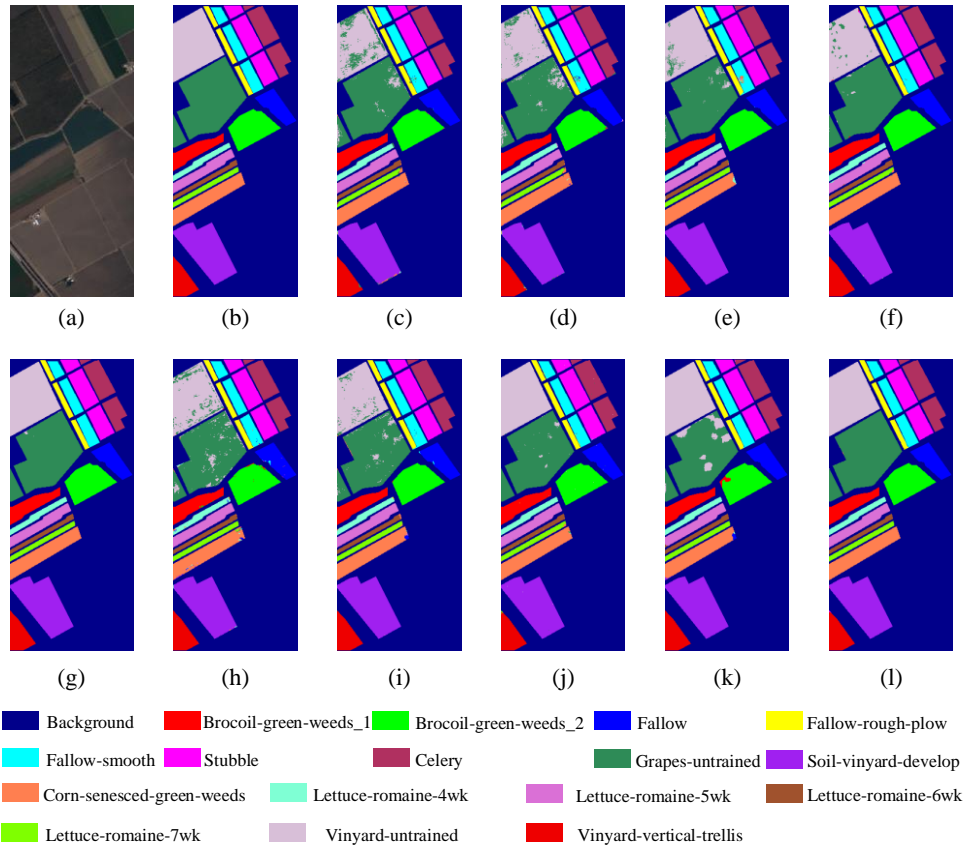 (a) (b) (c) (d) (e) (f)
(g) (h) (i) (j) (k) (l)
Background Brocoil-green-weeds_1 Brocoil-green-weeds_2 Fallow Fallow-rough-plow
Fallow-smooth Stubble Celery Grapes-untrained Soil-vinyard-develop
Corn-senesced-green-weeds Lettuce-romaine-4wk Lettuce-romaine-5wk Lettuce-romaine-6wk
Lettuce-romaine-7wk Vinyard-untrained Vinyard-vertical-trellis